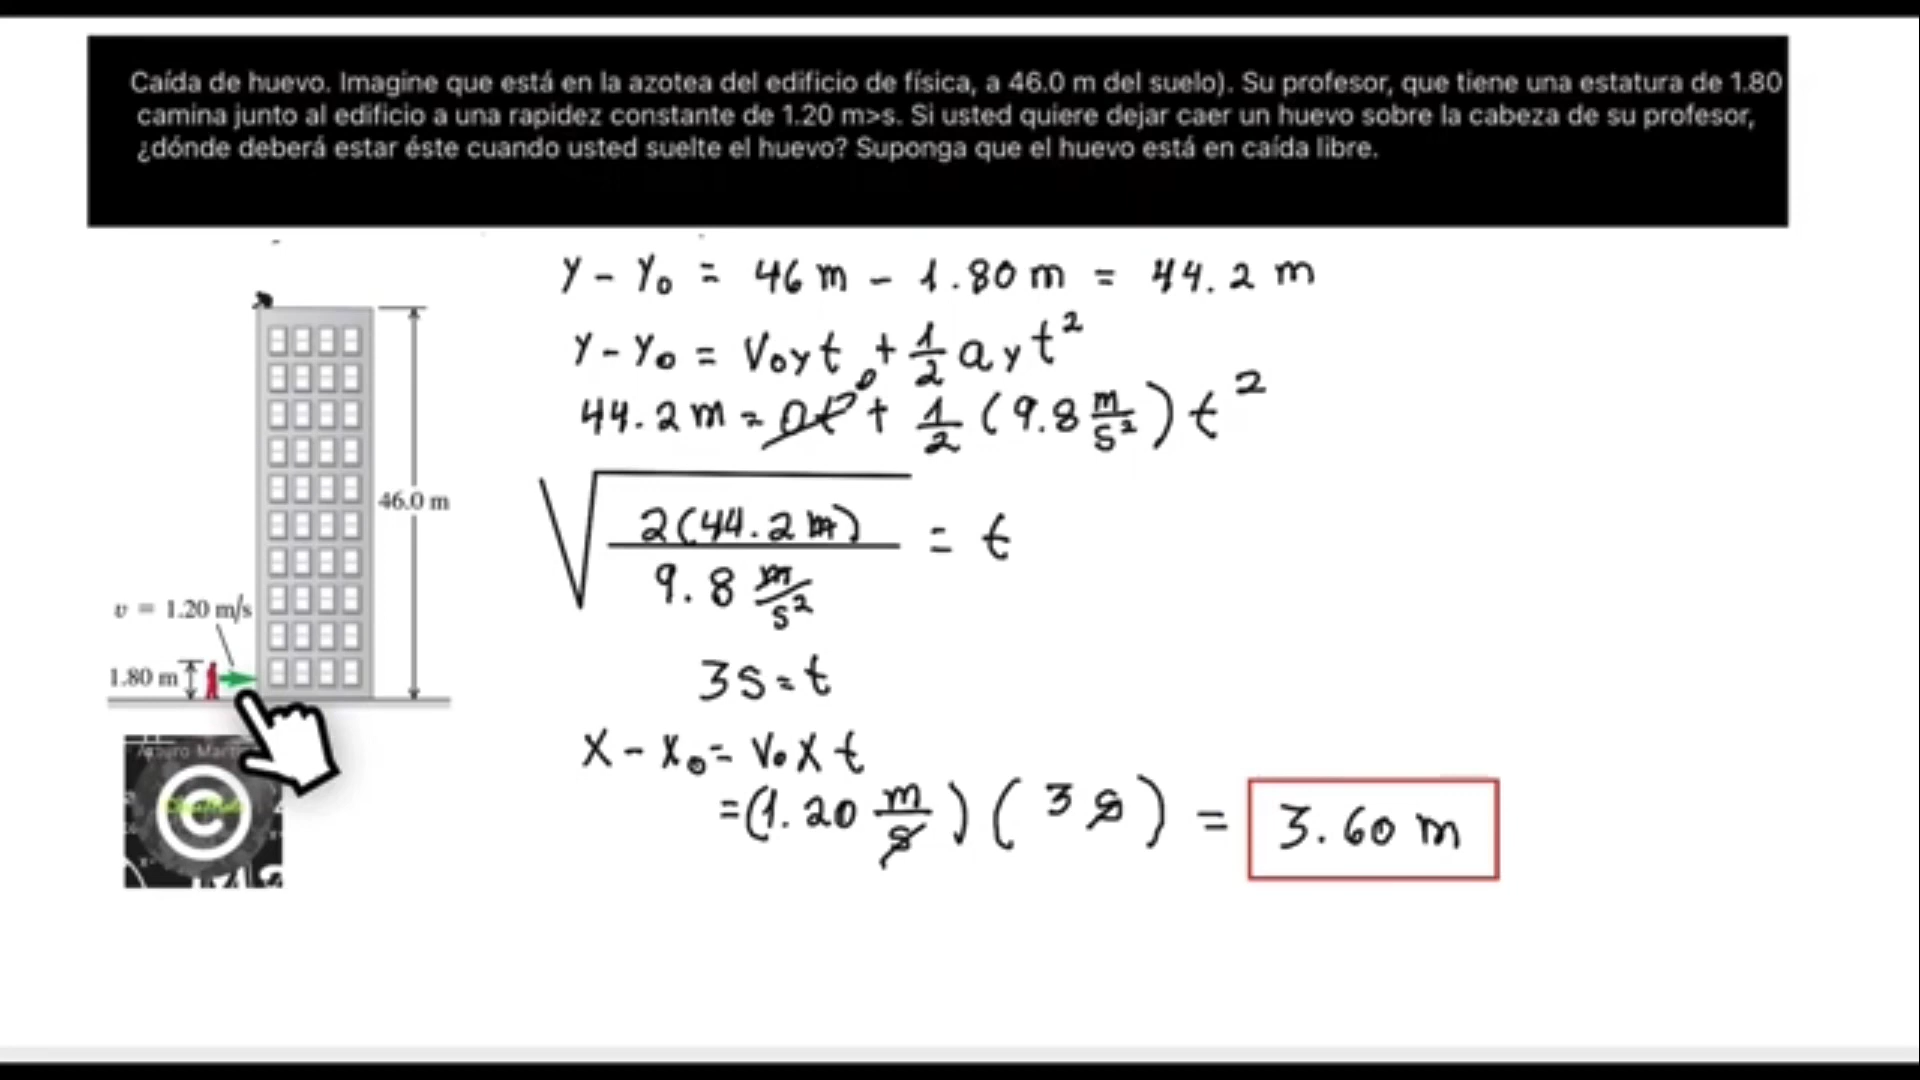 Caída de huevo. Imagine que está en la azotea del edificio de física, a 46.0 m del suelo). Su profesor, que tiene una estatura de 1.80
camina junto al edificio a una rapidez constante de 1.20 m>s. Si usted quiere dejar caer un huevo sobre la cabeza de su profesor,
¿dónde deberá estar éste cuando usted suelte el huevo? Suponga que el huevo está en caída libre.
y - y₀ = 46 m - 1.80 m = 44.2 m
y - y₀ = v₀yt + 1/2 ayt²
44.2 m = 0t⁰ + 1/2 (9.8 m/s²) t²
√(2(44.2 m) / 9.8 m/s²) = t
3s = t
x - x₀ = v₀xt
= (1.20 m/s) (3 s) = 3.60 m
46.0 m
v = 1.20 m/s
1.80 m
Arturo